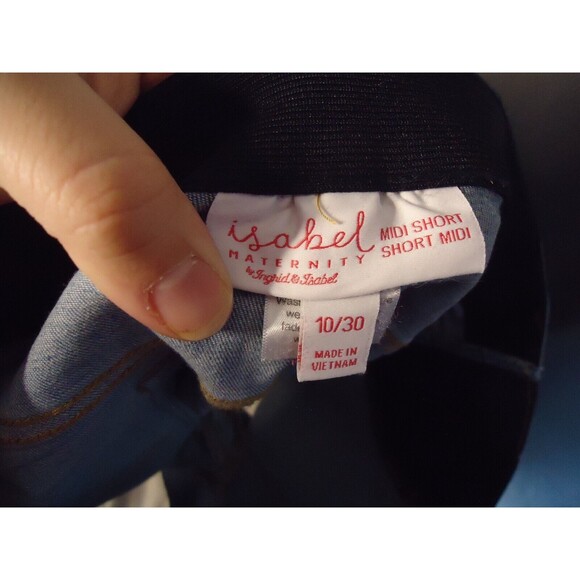 isabel
MATERNITY
by Ingrid & Isabel
MIDI SHORT
SHORT MIDI
10/30
MADE IN
VIETNAM